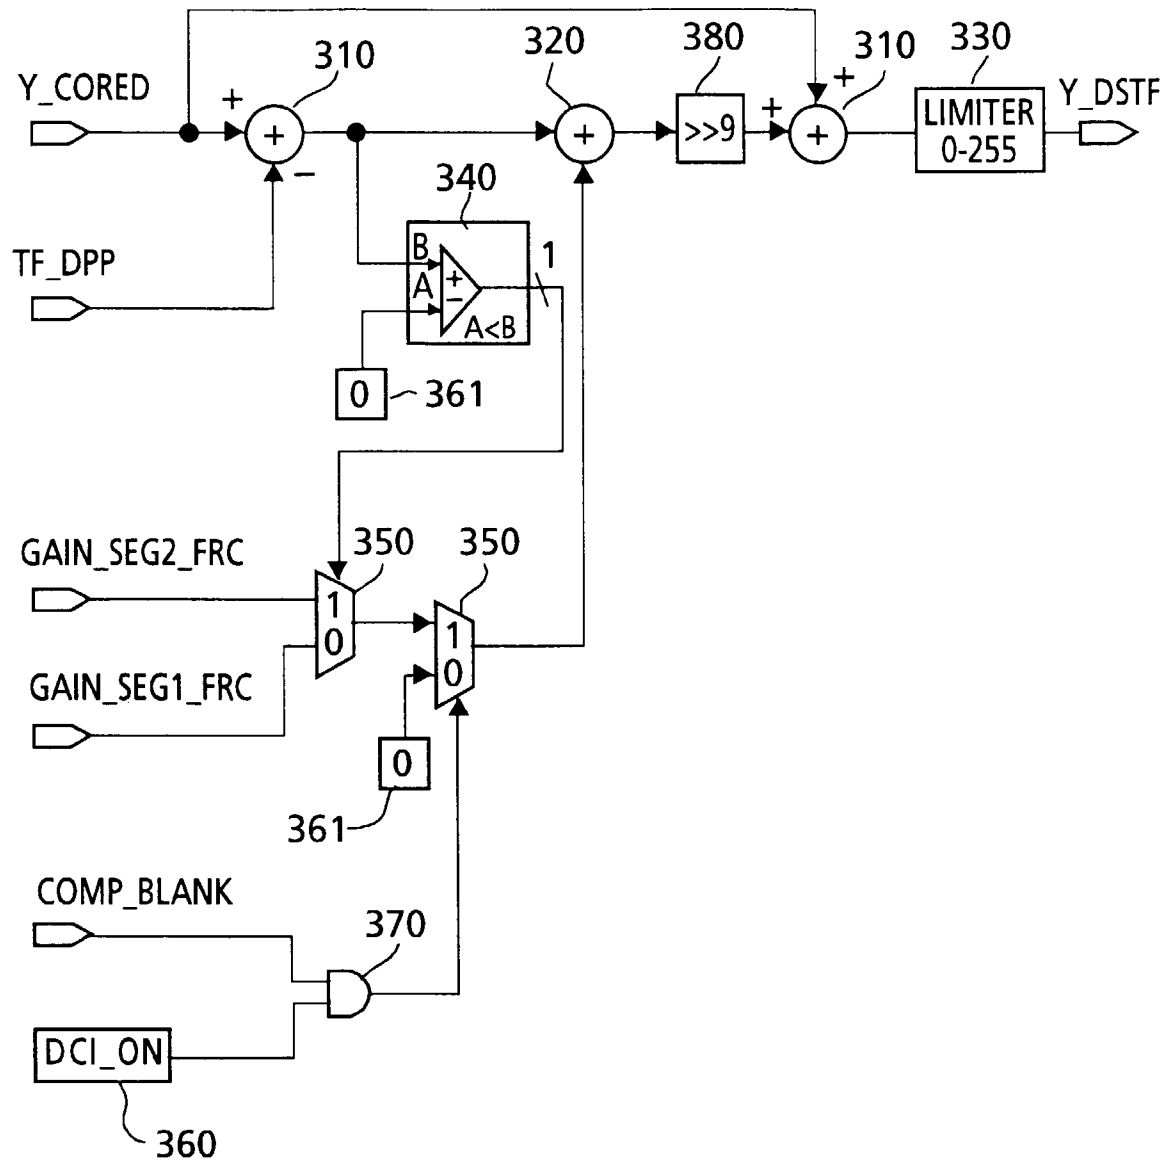 310
320
380
310
330
Y_CORED
+
+
+
+
>>9
+
+
+
LIMITER
0-255
Y_DSTF
−
340
TF_DPP
B
A
+
−
A<B
1
0
361
GAIN_SEG2_FRC
350
350
1
0
1
0
GAIN_SEG1_FRC
0
361
COMP_BLANK
370
DCI_ON
360